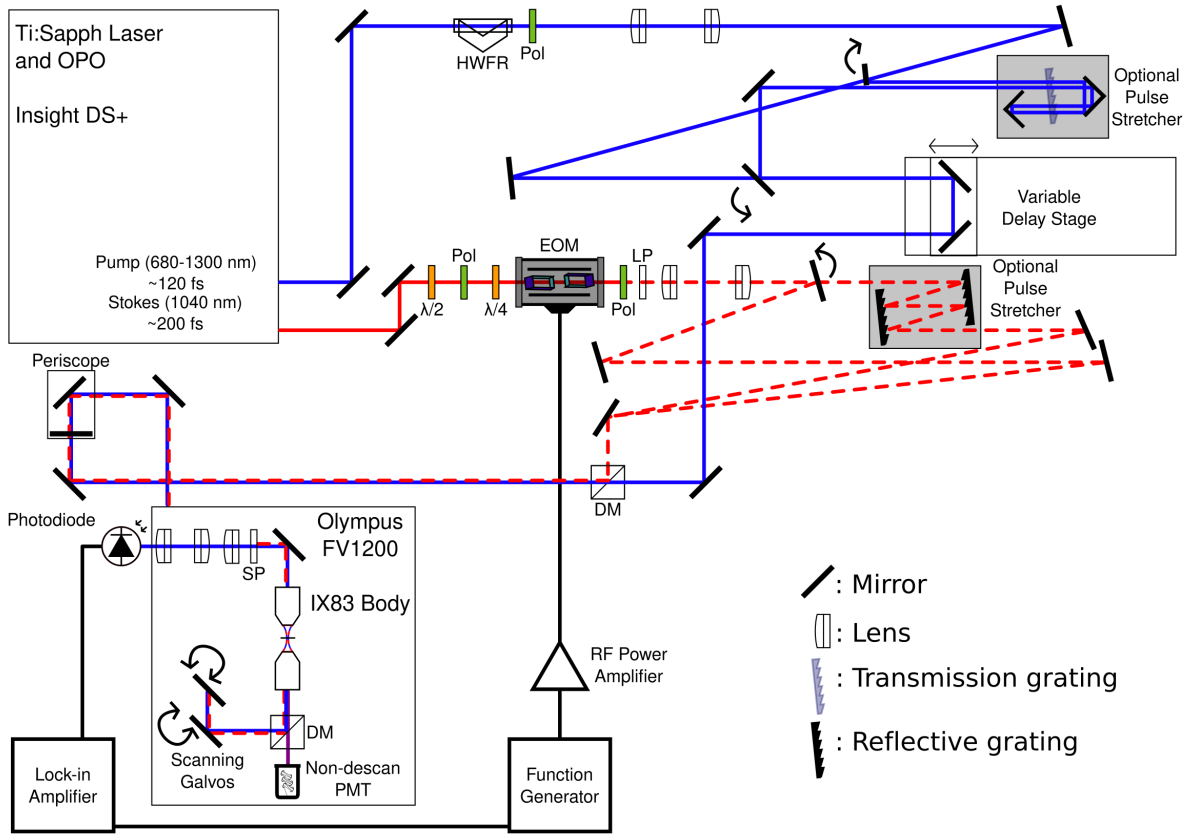 Ti:Sapph Laser
and OPO
Insight DS+
Pump (680-1300 nm)
~120 fs
Stokes (1040 nm)
~200 fs
HWFR
Pol
Optional
Pulse
Stretcher
Variable
Delay Stage
Pol
EOM
LP
λ/2
λ/4
Pol
Optional
Pulse
Stretcher
Periscope
DM
Photodiode
Olympus
FV1200
SP
IX83 Body
DM
Scanning
Galvos
Non-descan
PMT
RF Power
Amplifier
Lock-in
Amplifier
Function
Generator
: Mirror
: Lens
: Transmission grating
: Reflective grating